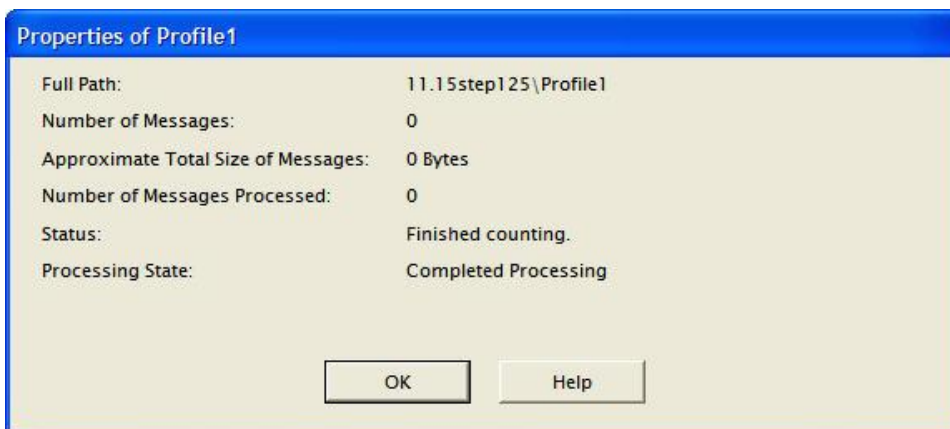 Properties of Profile1
Full Path: 11.15step125\Profile1
Number of Messages: 0
Approximate Total Size of Messages: 0 Bytes
Number of Messages Processed: 0
Status: Finished counting.
Processing State: Completed Processing
OK Help